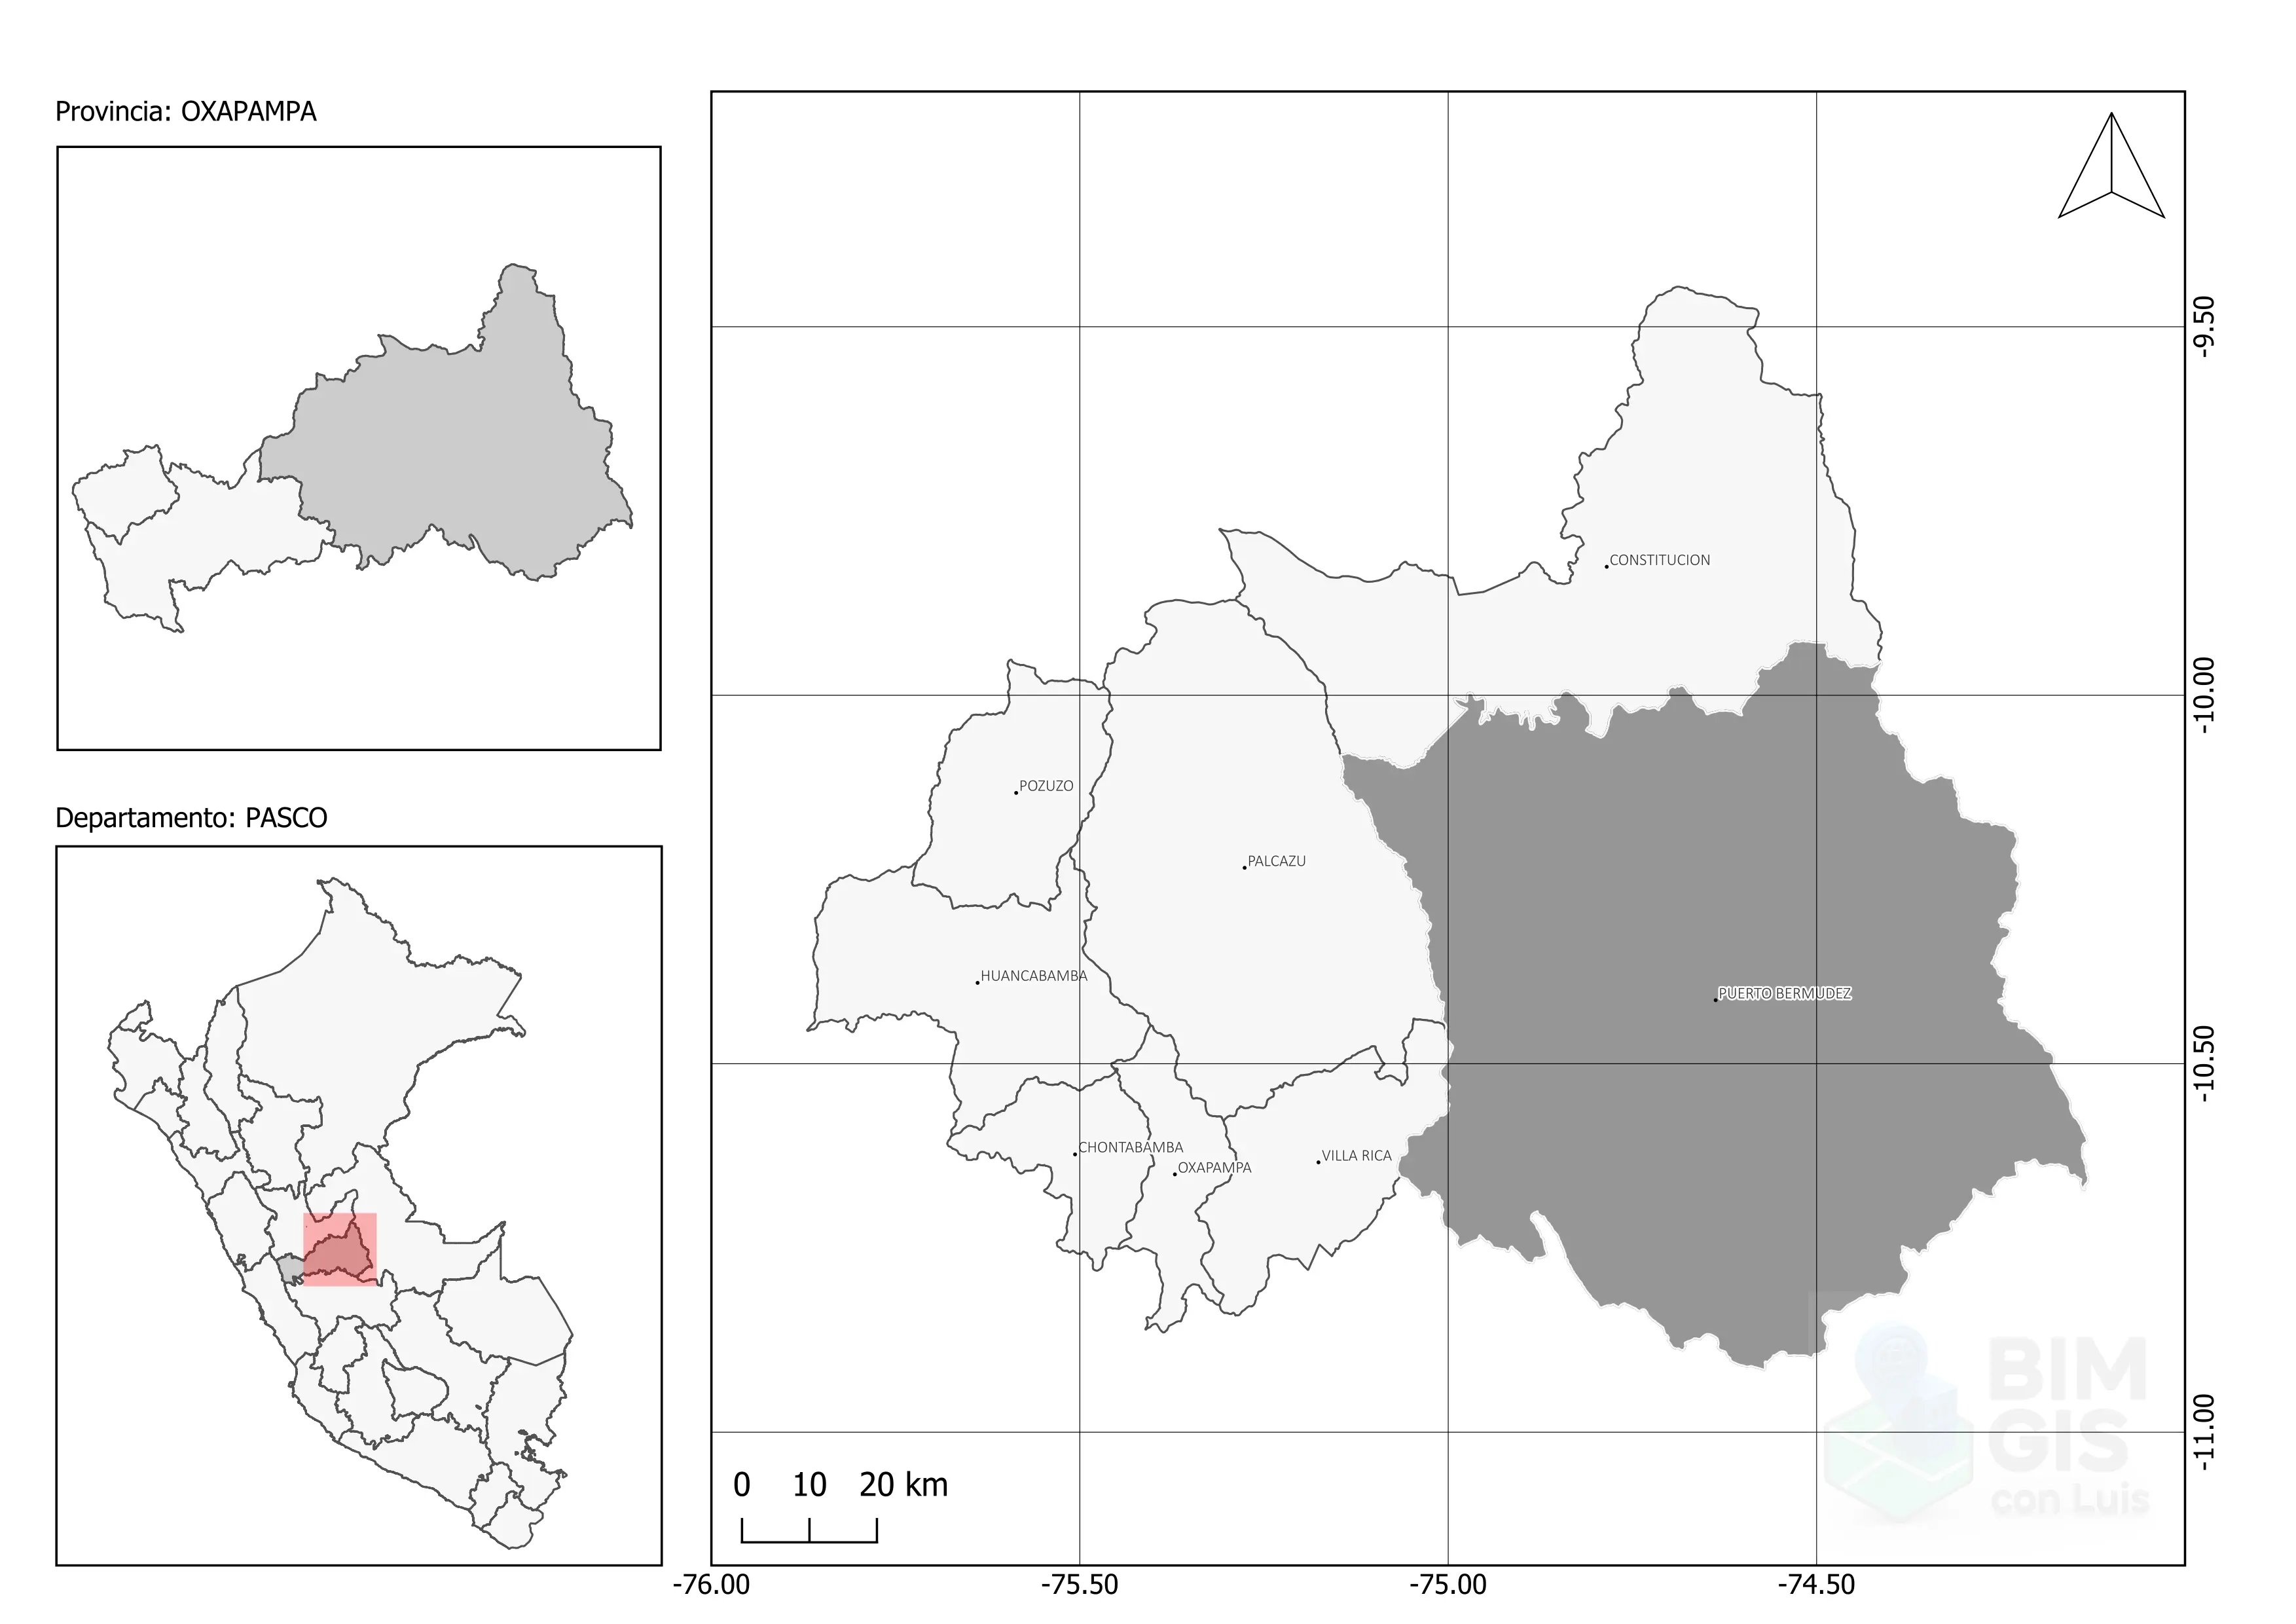 Provincia: OXAPAMPA
Departamento: PASCO
CONSTITUCION
POZUZO
PALCAZU
HUANCABAMBA
PUERTO BERMUDEZ
CHONTABAMBA
OXAPAMPA
VILLA RICA
-9.50
-10.00
-10.50
-11.00
0 10 20 km
-76.00 -75.50 -75.00 -74.50
BIM
GIS
con Luis